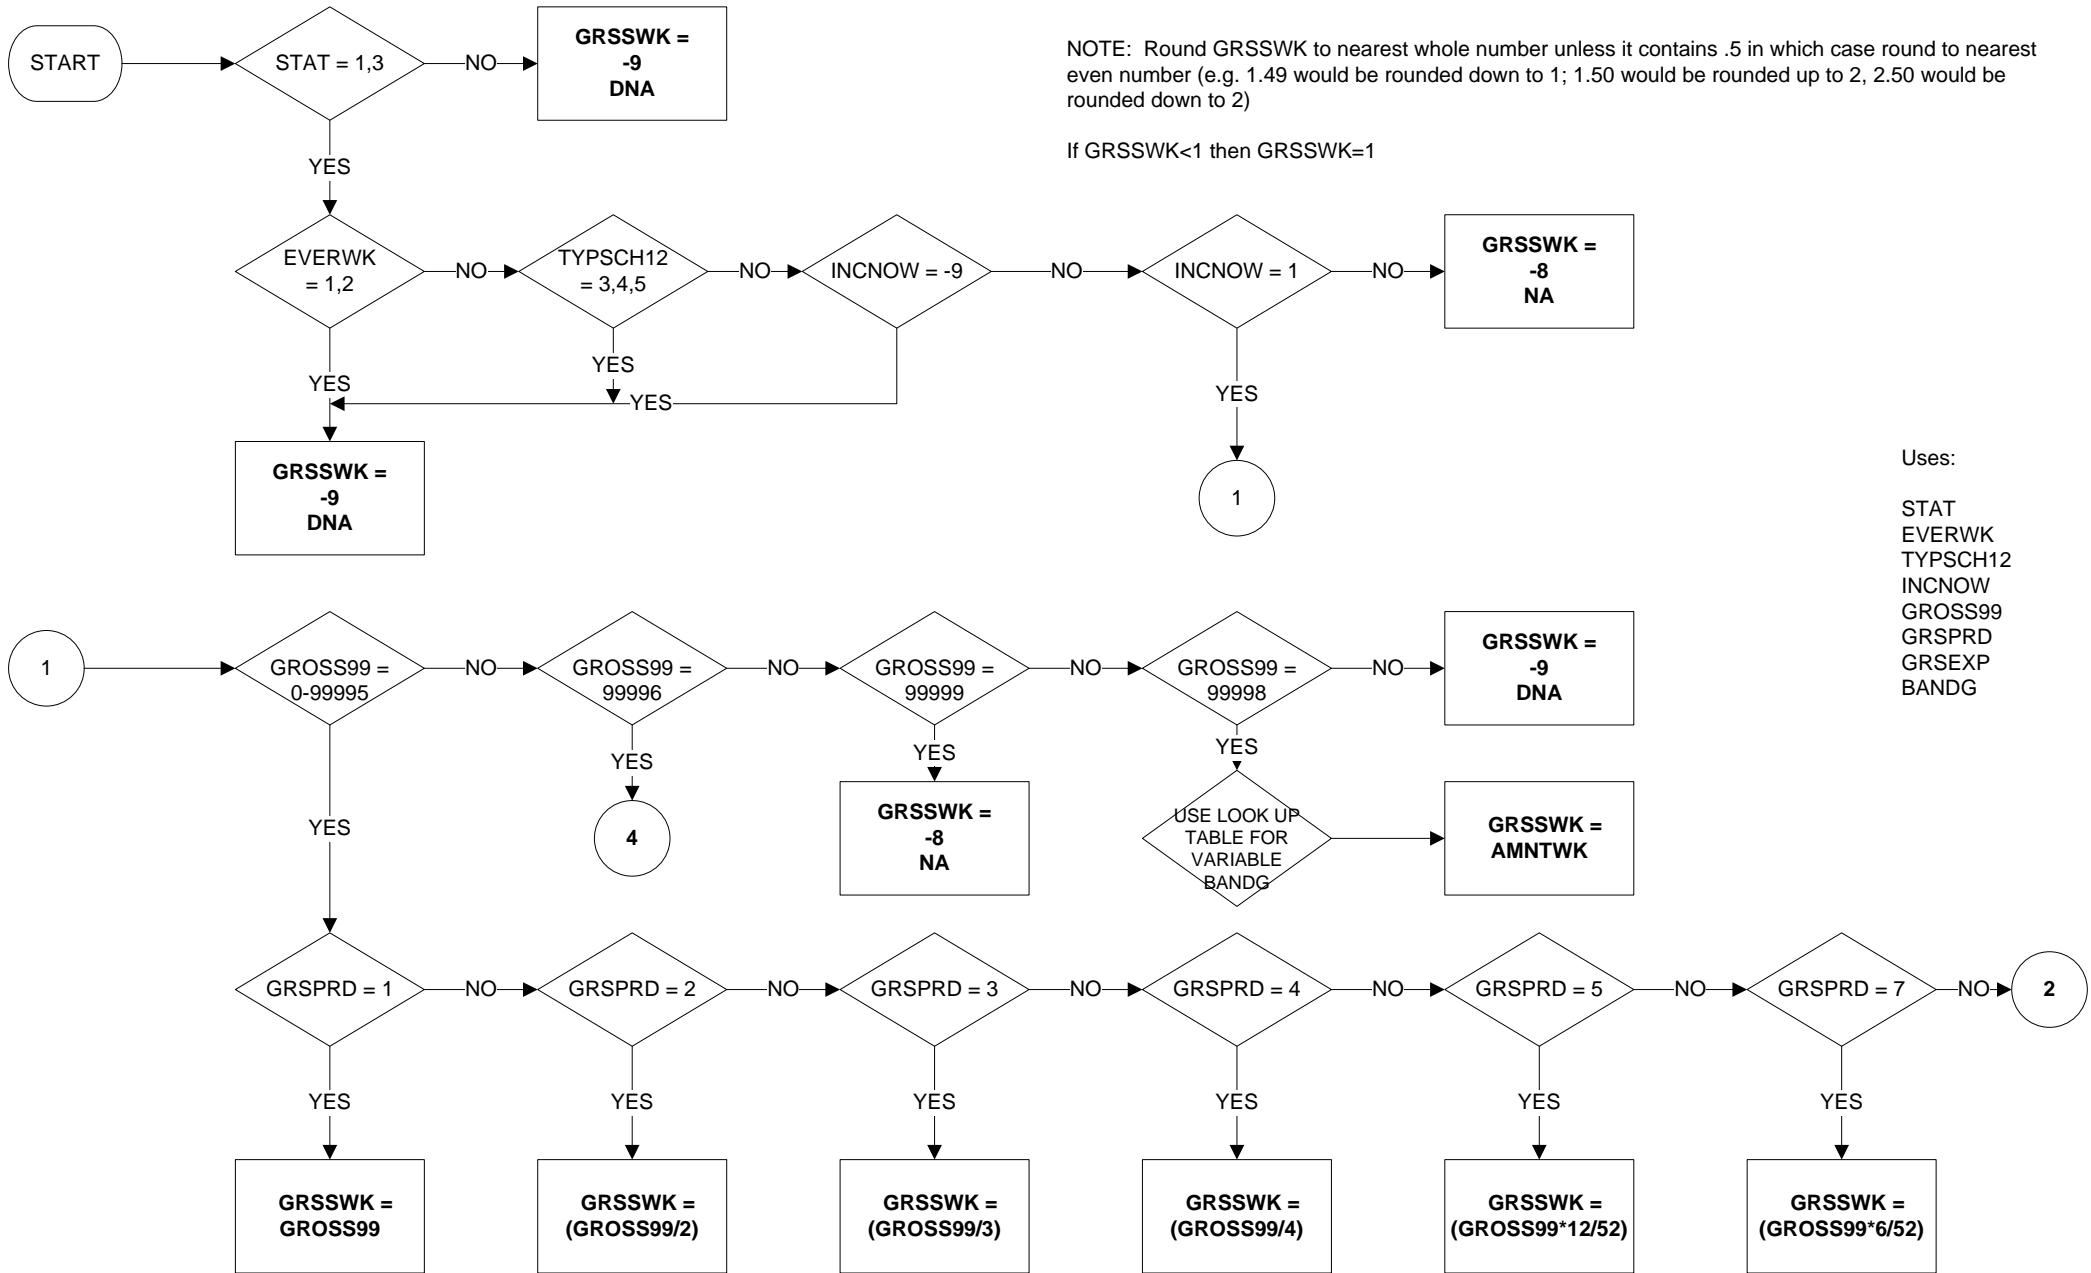 START
STAT = 1,3
NO
GRSSWK =
-9
DNA
NOTE:  Round GRSSWK to nearest whole number unless it contains .5 in which case round to nearest
even number (e.g. 1.49 would be rounded down to 1; 1.50 would be rounded up to 2, 2.50 would be
rounded down to 2)
If GRSSWK<1 then GRSSWK=1
YES
EVERWK
= 1,2
NO
TYPSCH12
= 3,4,5
NO
INCNOW = -9
NO
INCNOW = 1
NO
GRSSWK =
-8
NA
YES
YES
YES
YES
GRSSWK =
-9
DNA
1
Uses:
STAT
EVERWK
TYPSCH12
INCNOW
GROSS99
GRSPRD
GRSEXP
BANDG
1
GROSS99 =
0-99995
NO
GROSS99 =
99996
NO
GROSS99 =
99999
NO
GROSS99 =
99998
NO
GRSSWK =
-9
DNA
YES
YES
YES
YES
4
GRSSWK =
-8
NA
USE LOOK UP
TABLE FOR
VARIABLE
BANDG
GRSSWK =
AMNTWK
GRSPRD = 1
NO
GRSPRD = 2
NO
GRSPRD = 3
NO
GRSPRD = 4
NO
GRSPRD = 5
NO
GRSPRD = 7
NO
2
YES
YES
YES
YES
YES
YES
GRSSWK =
GROSS99
GRSSWK =
(GROSS99/2)
GRSSWK =
(GROSS99/3)
GRSSWK =
(GROSS99/4)
GRSSWK =
(GROSS99*12/52)
GRSSWK =
(GROSS99*6/52)